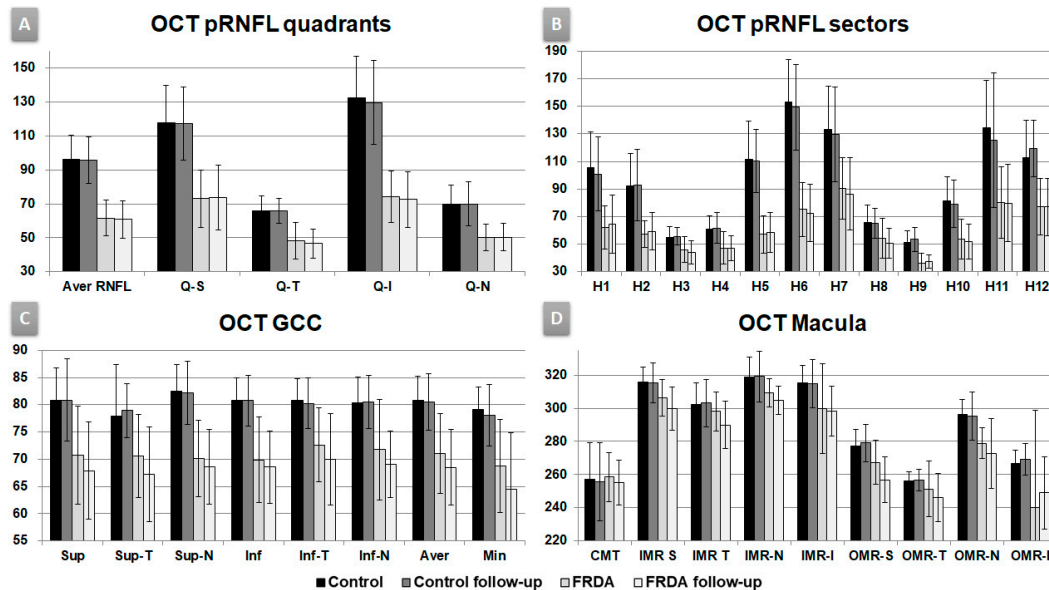 A
OCT pRNFL quadrants
150
130
110
90
70
50
30
Aver RNFL Q-S Q-T Q-I Q-N
B
OCT pRNFL sectors
190
170
150
130
110
90
70
50
30
H1 H2 H3 H4 H5 H6 H7 H8 H9 H10 H11 H12
C
OCT GCC
90
85
80
75
70
65
60
55
Sup Sup-T Sup-N Inf Inf-T Inf-N Aver Min
D
OCT Macula
320
300
280
260
240
220
CMT IMR S IMR T IMR-N IMR-I OMR-S OMR-T OMR-N OMR-I
Control Control follow-up FRDA FRDA follow-up